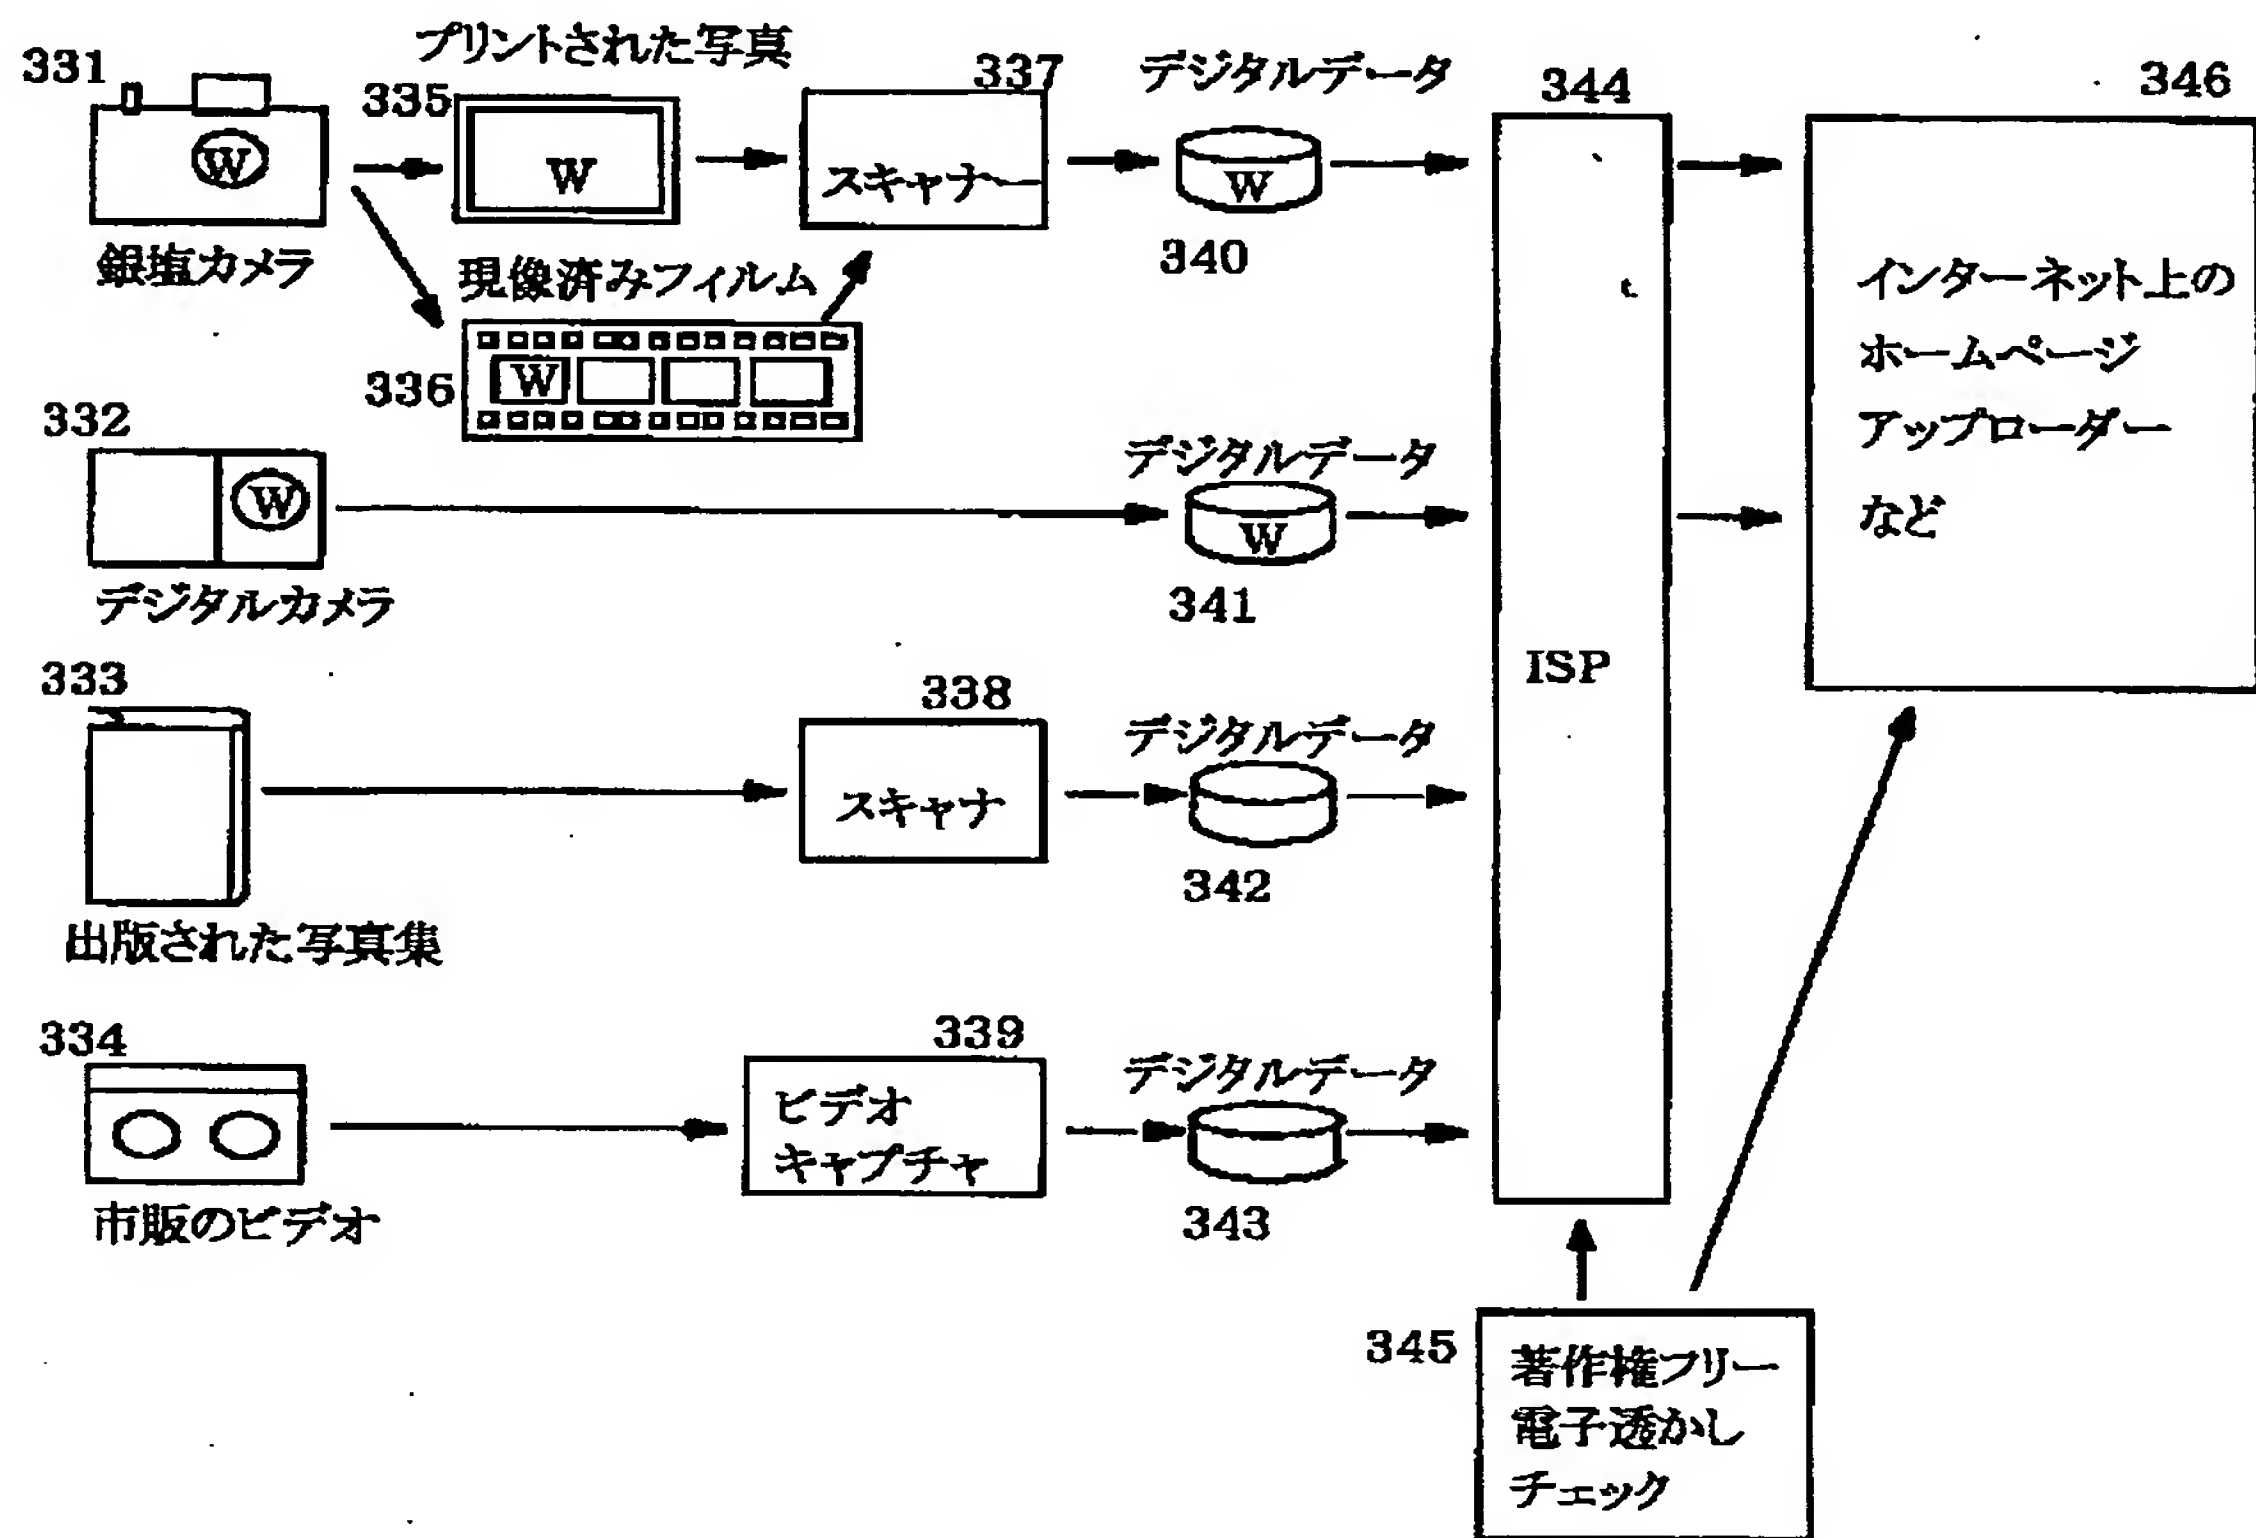 331
プリントされた写真
335
337
デジタルデータ
344
346
W
W
スキャナー
W
340
銀塩カメラ
現像済みフィルム
336
W
インターネット上の
ホームページ
アップローダー
など
332
W
デジタルカメラ
デジタルデータ
W
341
ISP
333
出版された写真集
338
スキャナ
デジタルデータ
342
334
市販のビデオ
339
ビデオ
キャプチャ
デジタルデータ
343
345
著作権フリー
電子透かし
チェック